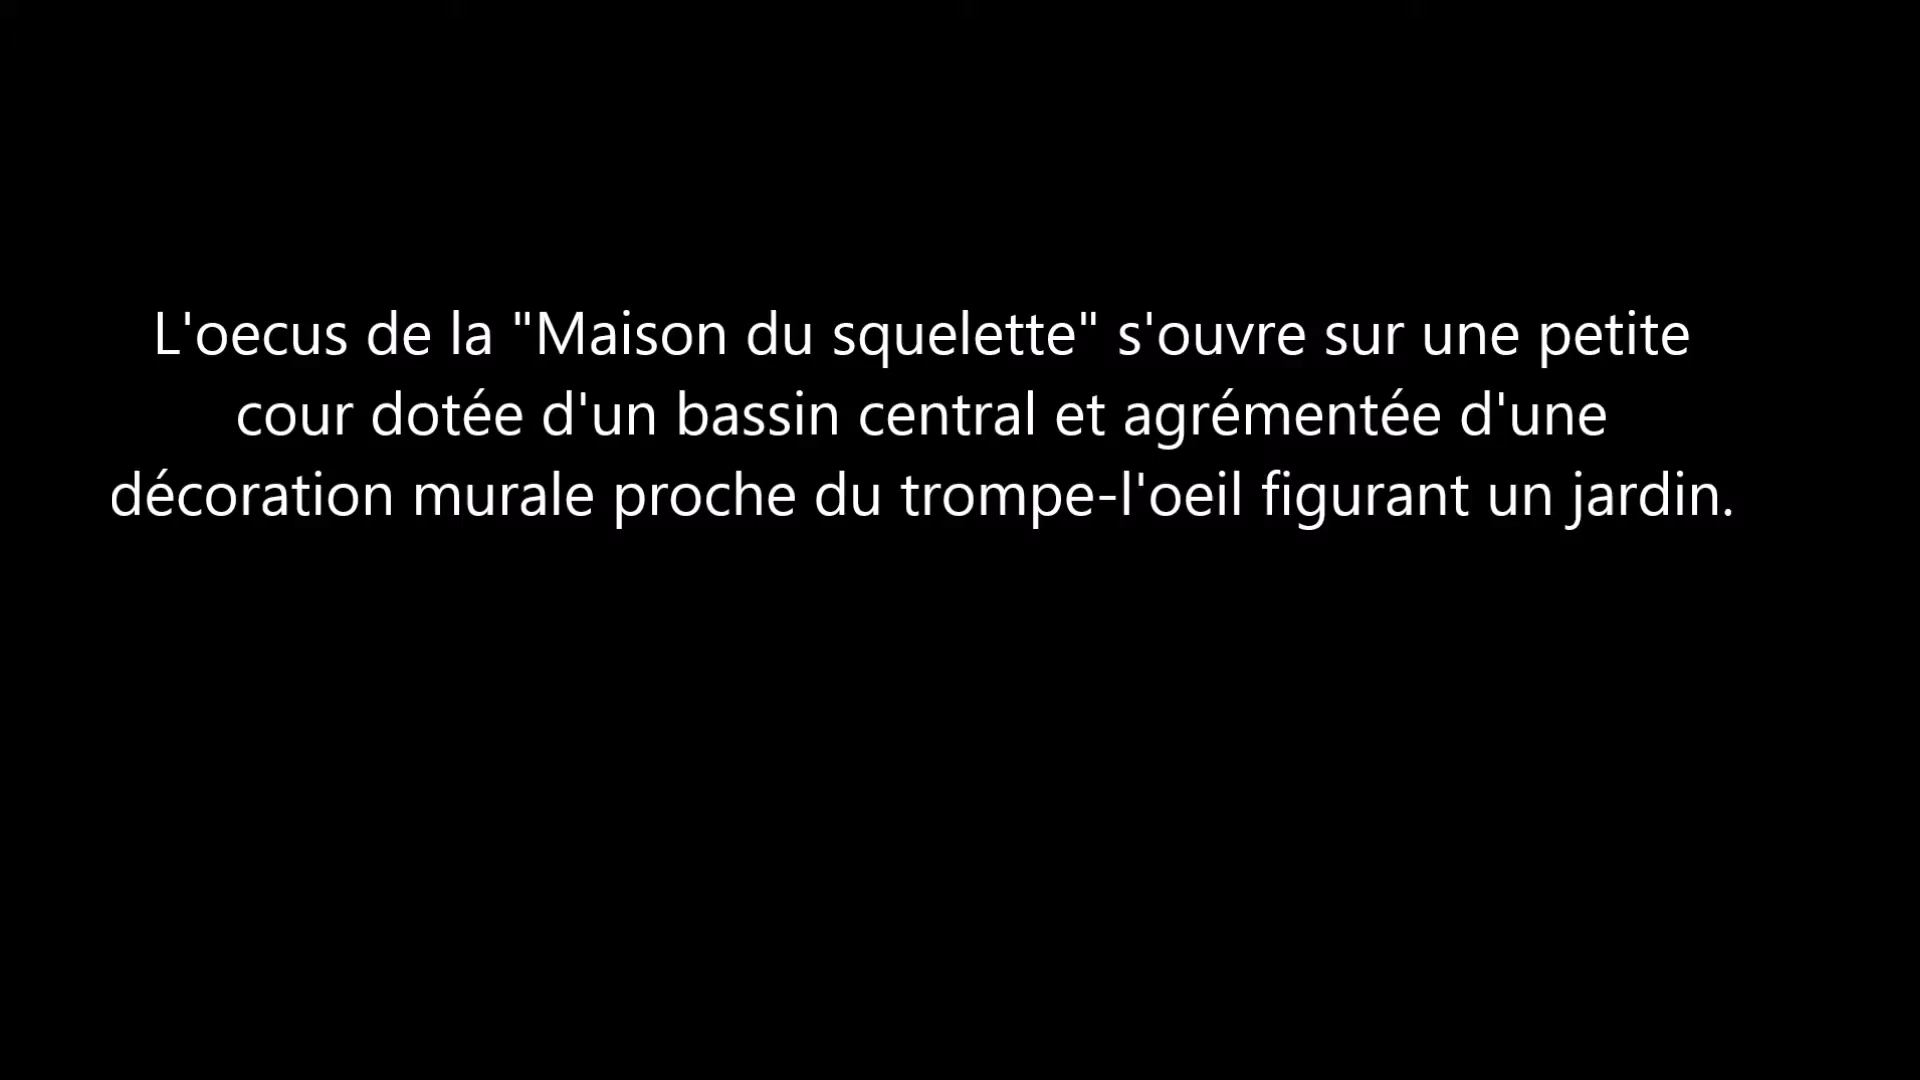 L'oecus de la "Maison du squelette" s'ouvre sur une petite
cour dotée d'un bassin central et agrémentée d'une
décoration murale proche du trompe-l'oeil figurant un jardin.